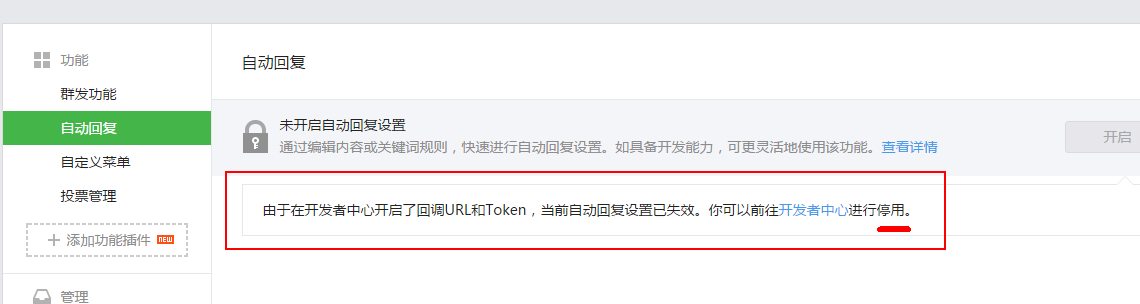 功能
群发功能
自动回复
自定义菜单
投票管理
添加功能插件 NEW
管理
自动回复
未开启自动回复设置
通过编辑内容或关键词规则，快速进行自动回复设置。如具备开发能力，可更灵活地使用该功能。查看详情
开启
由于在开发者中心开启了回调URL和Token，当前自动回复设置已失效。你可以前往开发者中心进行停用。